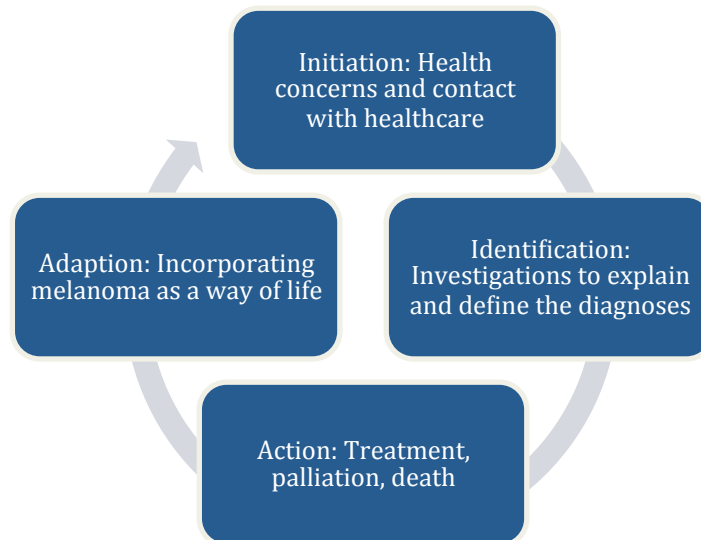 Initiation: Health
concerns and contact
with healthcare
Identification:
Investigations to explain
and define the diagnoses
Action: Treatment,
palliation, death
Adaption: Incorporating
melanoma as a way of life